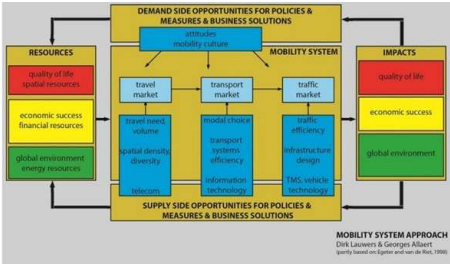 DEMAND SIDE OPPORTUNITIES FOR POLICIES &
MEASURES & BUSINESS SOLUTIONS
attitudes
mobility culture
RESOURCES
quality of life
spatial resources
economic success
financial resources
global environment
energy resources
MOBILITY SYSTEM
travel
market
transport
market
traffic
market
travel need,
volume
spatial density,
diversity
telecom
modal choice
transport
systems
efficiency
information
technology
traffic
efficiency
infrastructure
design
TMS, vehicle
technology
IMPACTS
quality of life
economic success
global environment
SUPPLY SIDE OPPORTUNITIES FOR POLICIES &
MEASURES & BUSINESS SOLUTIONS
MOBILITY SYSTEM APPROACH
Dirk Lauwers & Georges Allaert
(partly based on: Egeter and van de Riet, 1998)